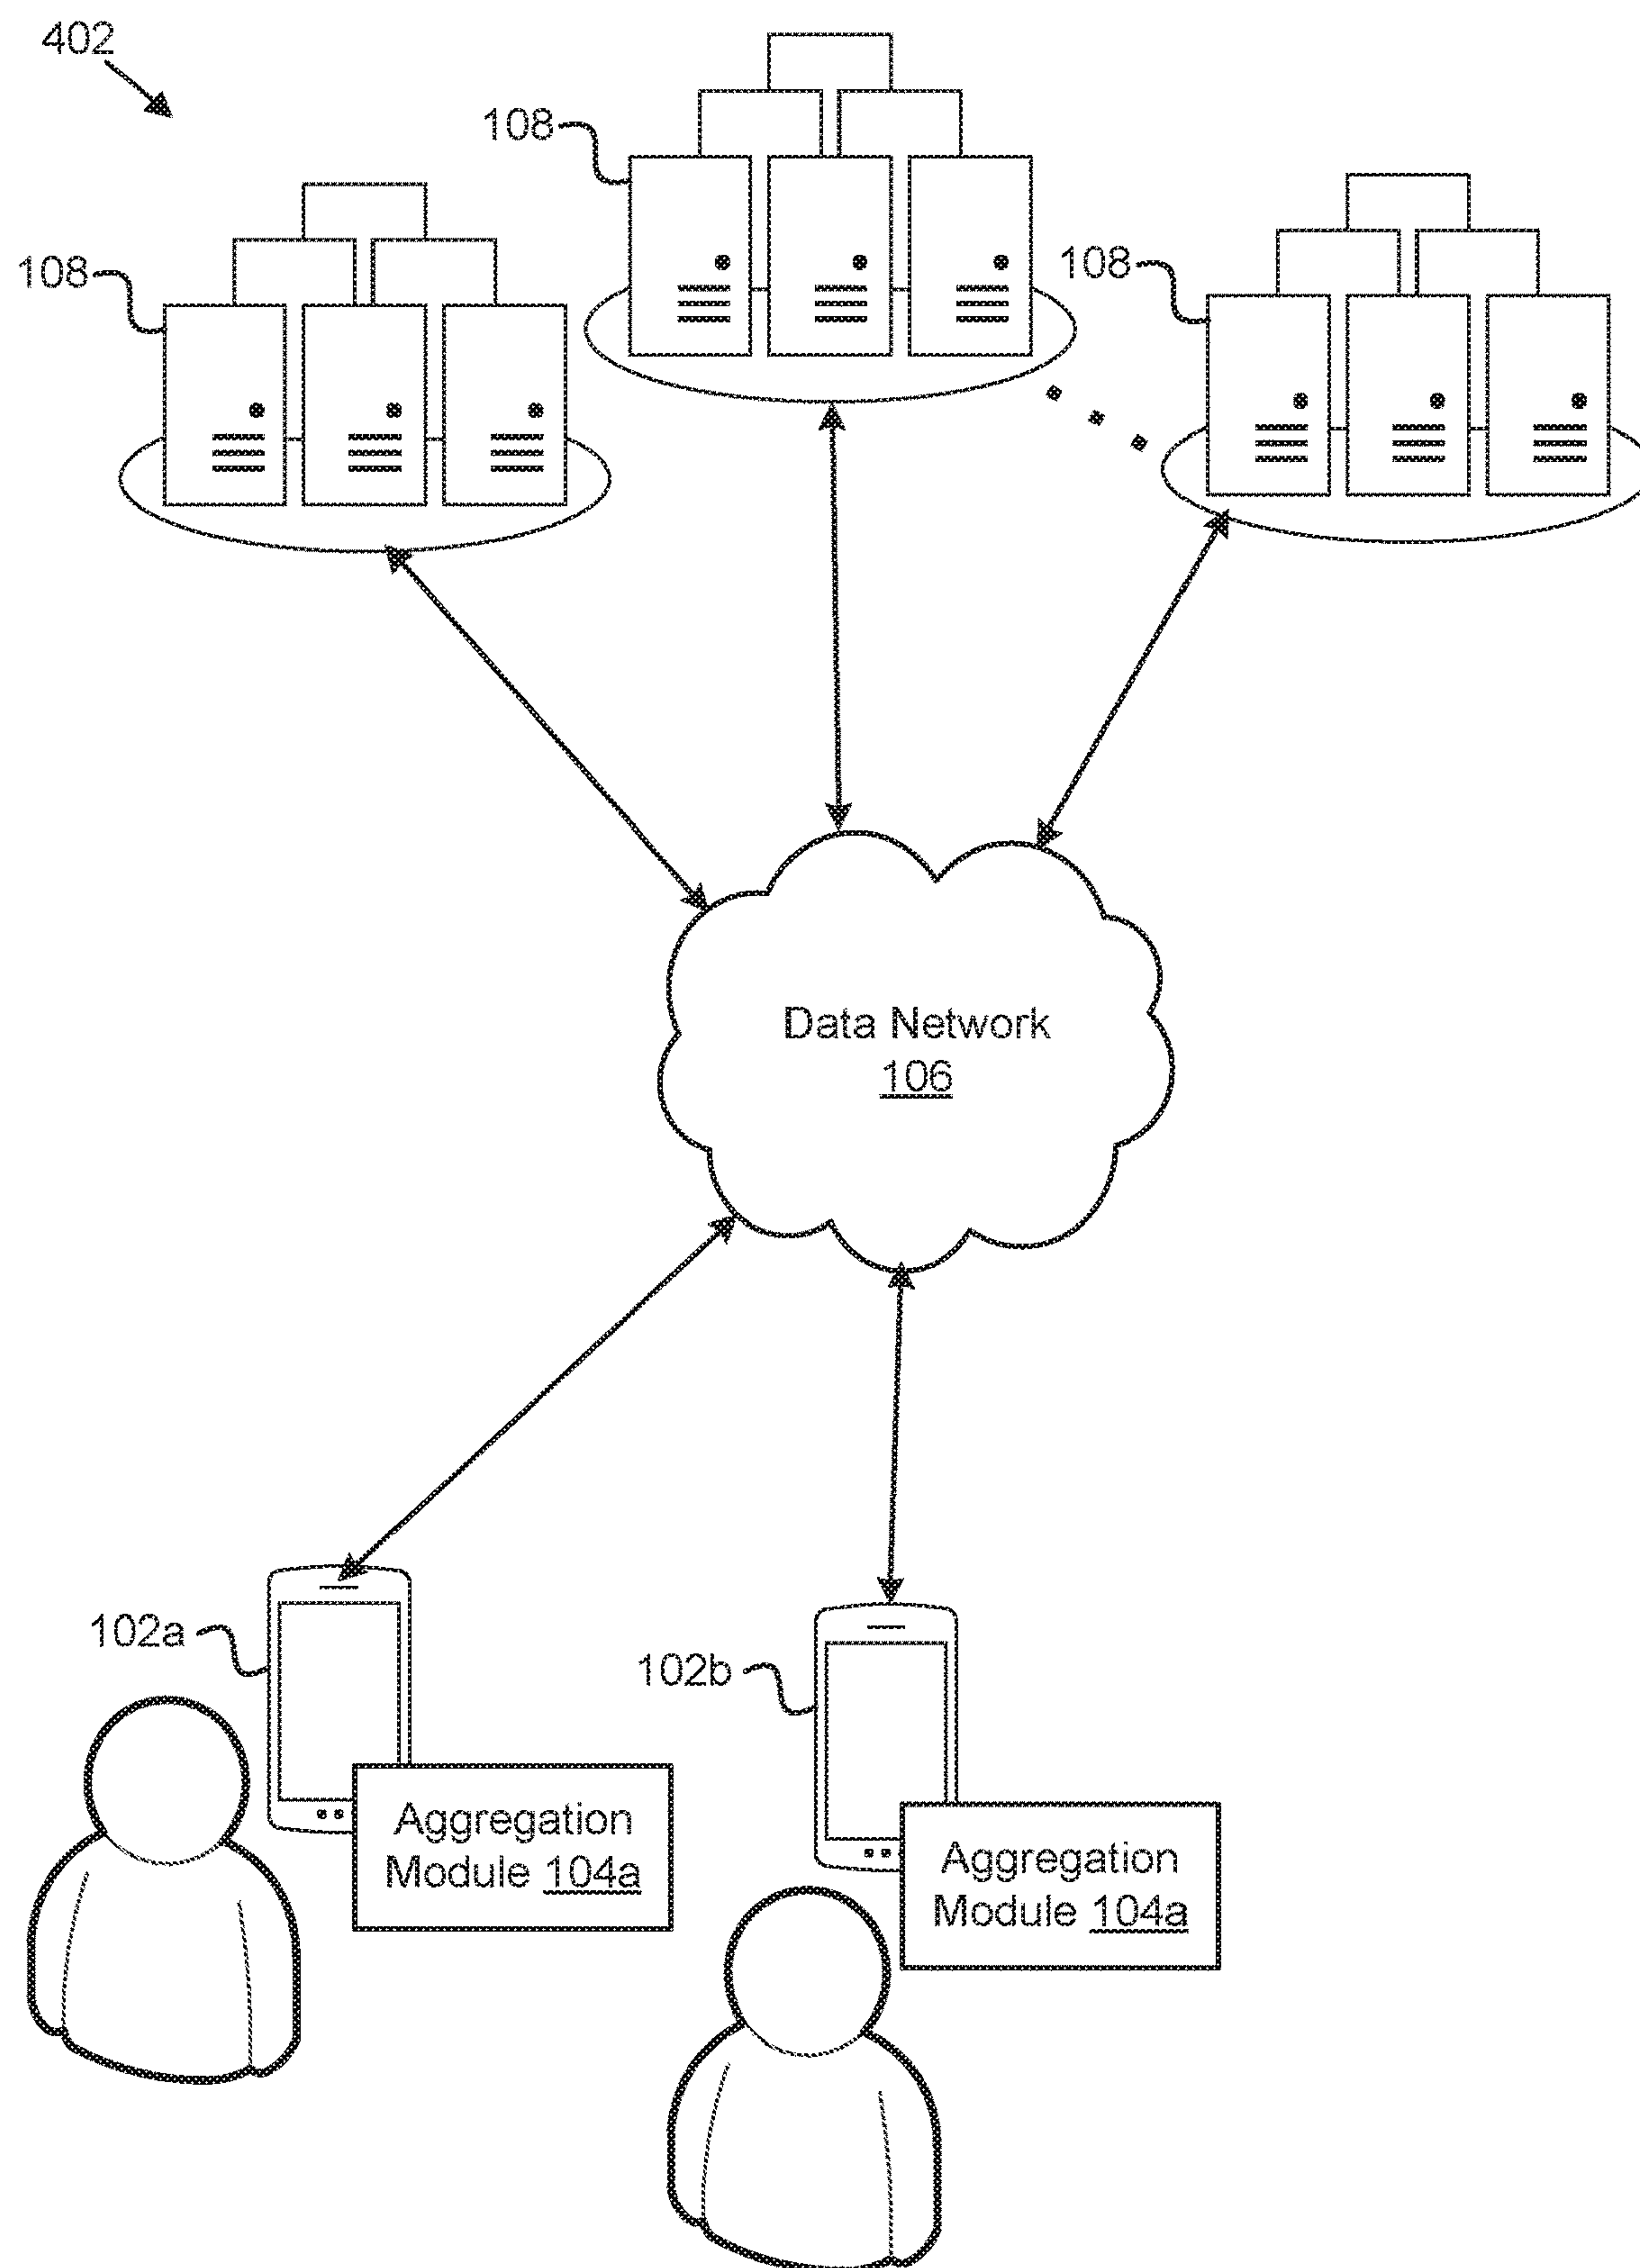 402
108
108
108
Data Network
106
102a
102b
Aggregation
Module 104a
Aggregation
Module 104a